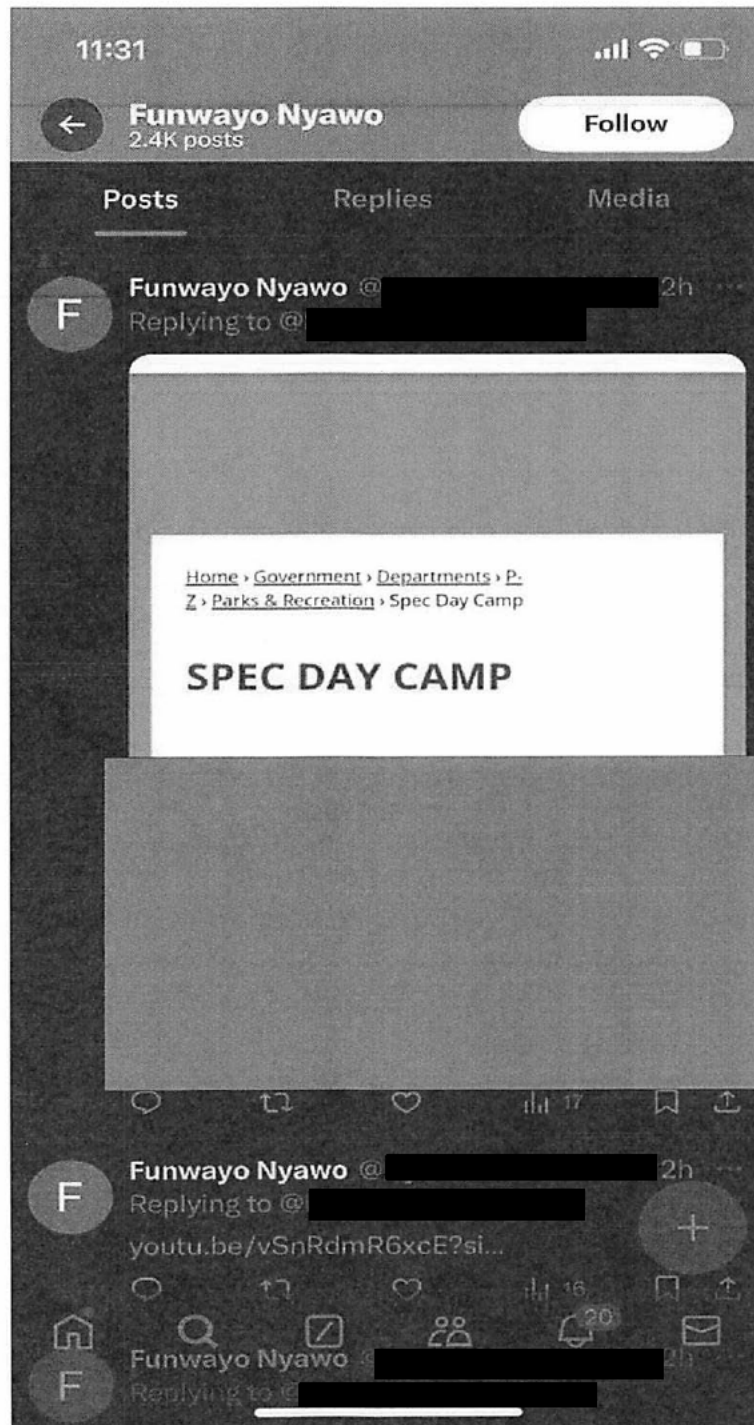 11:31
Funwayo Nyawo
2.4K posts
Follow
Posts Replies Media
F
Funwayo Nyawo @ 2h
Replying to @
Home › Government › Departments › P-
Z › Parks & Recreation › Spec Day Camp
SPEC DAY CAMP
17
F
Funwayo Nyawo @ 2h
Replying to @
youtu.be/vSnRdmR6xcE?si...
16
20
F
Funwayo Nyawo @ 2h
Replying to @